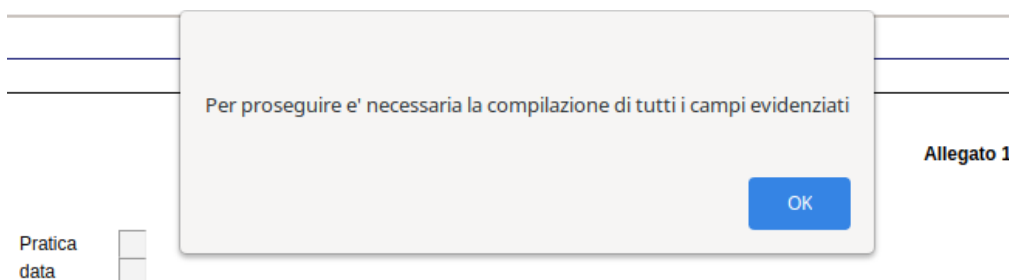 Per proseguire e' necessaria la compilazione di tutti i campi evidenziati
Allegato 1
OK
Pratica
data